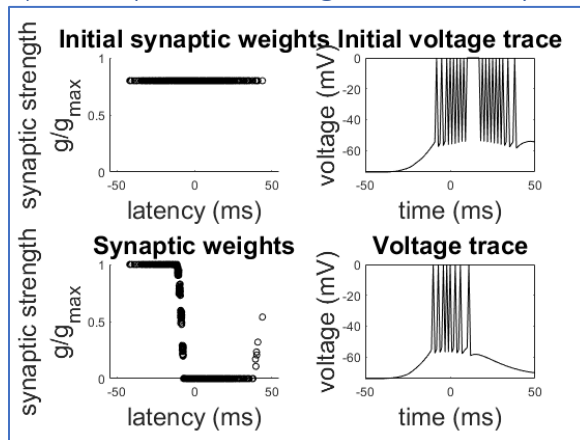 Initial synaptic weights
synaptic strength
g/gmax
1
0.5
0
-50
0
50
latency (ms)
Initial voltage trace
voltage (mV)
0
-20
-40
-60
-50
0
50
time (ms)
Synaptic weights
synaptic strength
g/gmax
1
0.5
0
-50
0
50
latency (ms)
Voltage trace
voltage (mV)
0
-20
-40
-60
-50
0
50
time (ms)